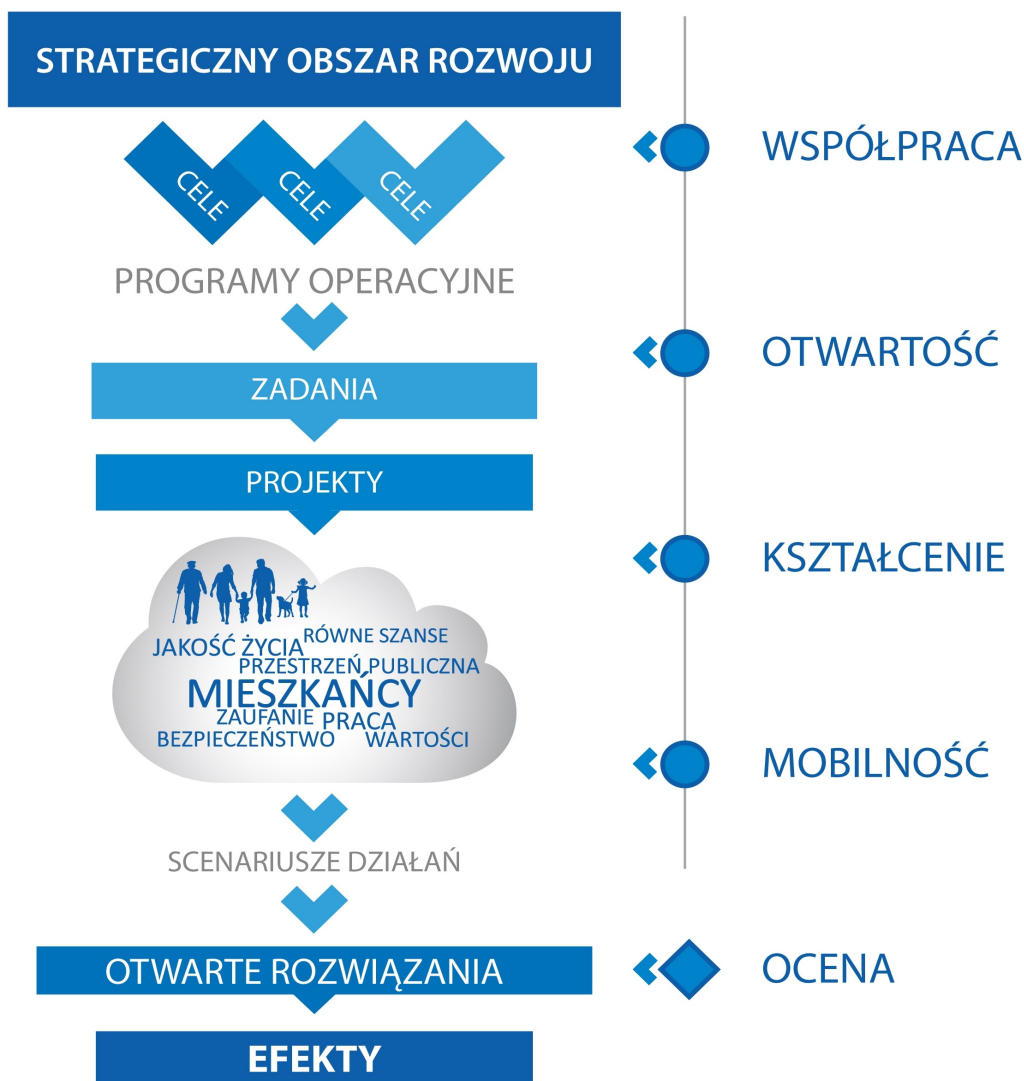 STRATEGICZNY OBSZAR ROZWOJU
CELE
CELE
CELE
PROGRAMY OPERACYJNE
ZADANIA
PROJEKTY
JAKOŚĆ ŻYCIA
RÓWNE SZANSE
PRZESTRZEŃ PUBLICZNA
MIESZKAŃCY
ZAUFANIE
PRACA
BEZPIECZEŃSTWO
WARTOŚCI
SCENARIUSZE DZIAŁAŃ
OTWARTE ROZWIĄZANIA
EFEKTY
WSPÓŁPRACA
OTWARTOŚĆ
KSZTAŁCENIE
MOBILNOŚĆ
OCENA